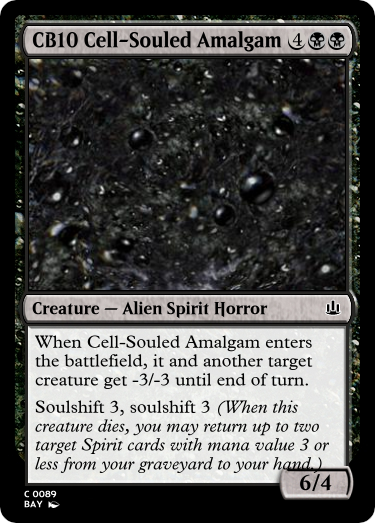 CB10 Cell-Souled Amalgam 4
Creature — Alien Spirit Horror
When Cell-Souled Amalgam enters
the battlefield, it and another target
creature get -3/-3 until end of turn.
Soulshift 3, soulshift 3 (When this
creature dies, you may return up to two
target Spirit cards with mana value 3 or
less from your graveyard to your hand.)
6/4
C 0089
BAY